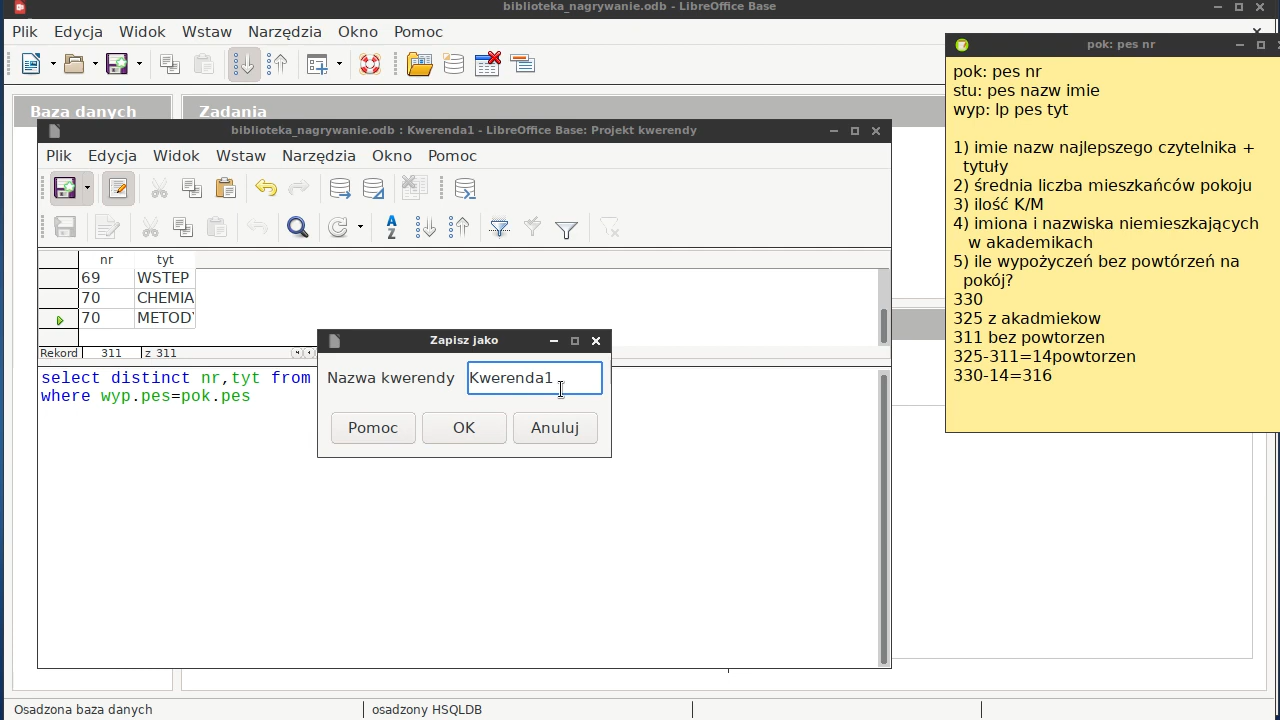 biblioteka_nagrywanie.odb - LibreOffice Base
Plik Edycja Widok Wstaw Narzędzia Okno Pomoc
Baza danych Zadania
biblioteka_nagrywanie.odb : Kwerenda1 - LibreOffice Base: Projekt kwerendy
Plik Edycja Widok Wstaw Narzędzia Okno Pomoc
nr tyt
69 WSTEP
70 CHEMIA
70 METODY
Rekord 311 z 311
select distinct nr,tyt from
where wyp.pes=pok.pes
Zapisz jako
Nazwa kwerendy Kwerenda1
Pomoc OK Anuluj
pok: pes nr
pok: pes nr
stu: pes nazw imie
wyp: lp pes tyt
1) imie nazw najlepszego czytelnika +
tytuły
2) średnia liczba mieszkańców pokoju
3) ilość K/M
4) imiona i nazwiska niemieszkających
w akademikach
5) ile wypożyczeń bez powtórzeń na
pokój?
330
325 z akadmiekow
311 bez powtorzen
325-311=14powtorzen
330-14=316
Osadzona baza danych osadzony HSQLDB